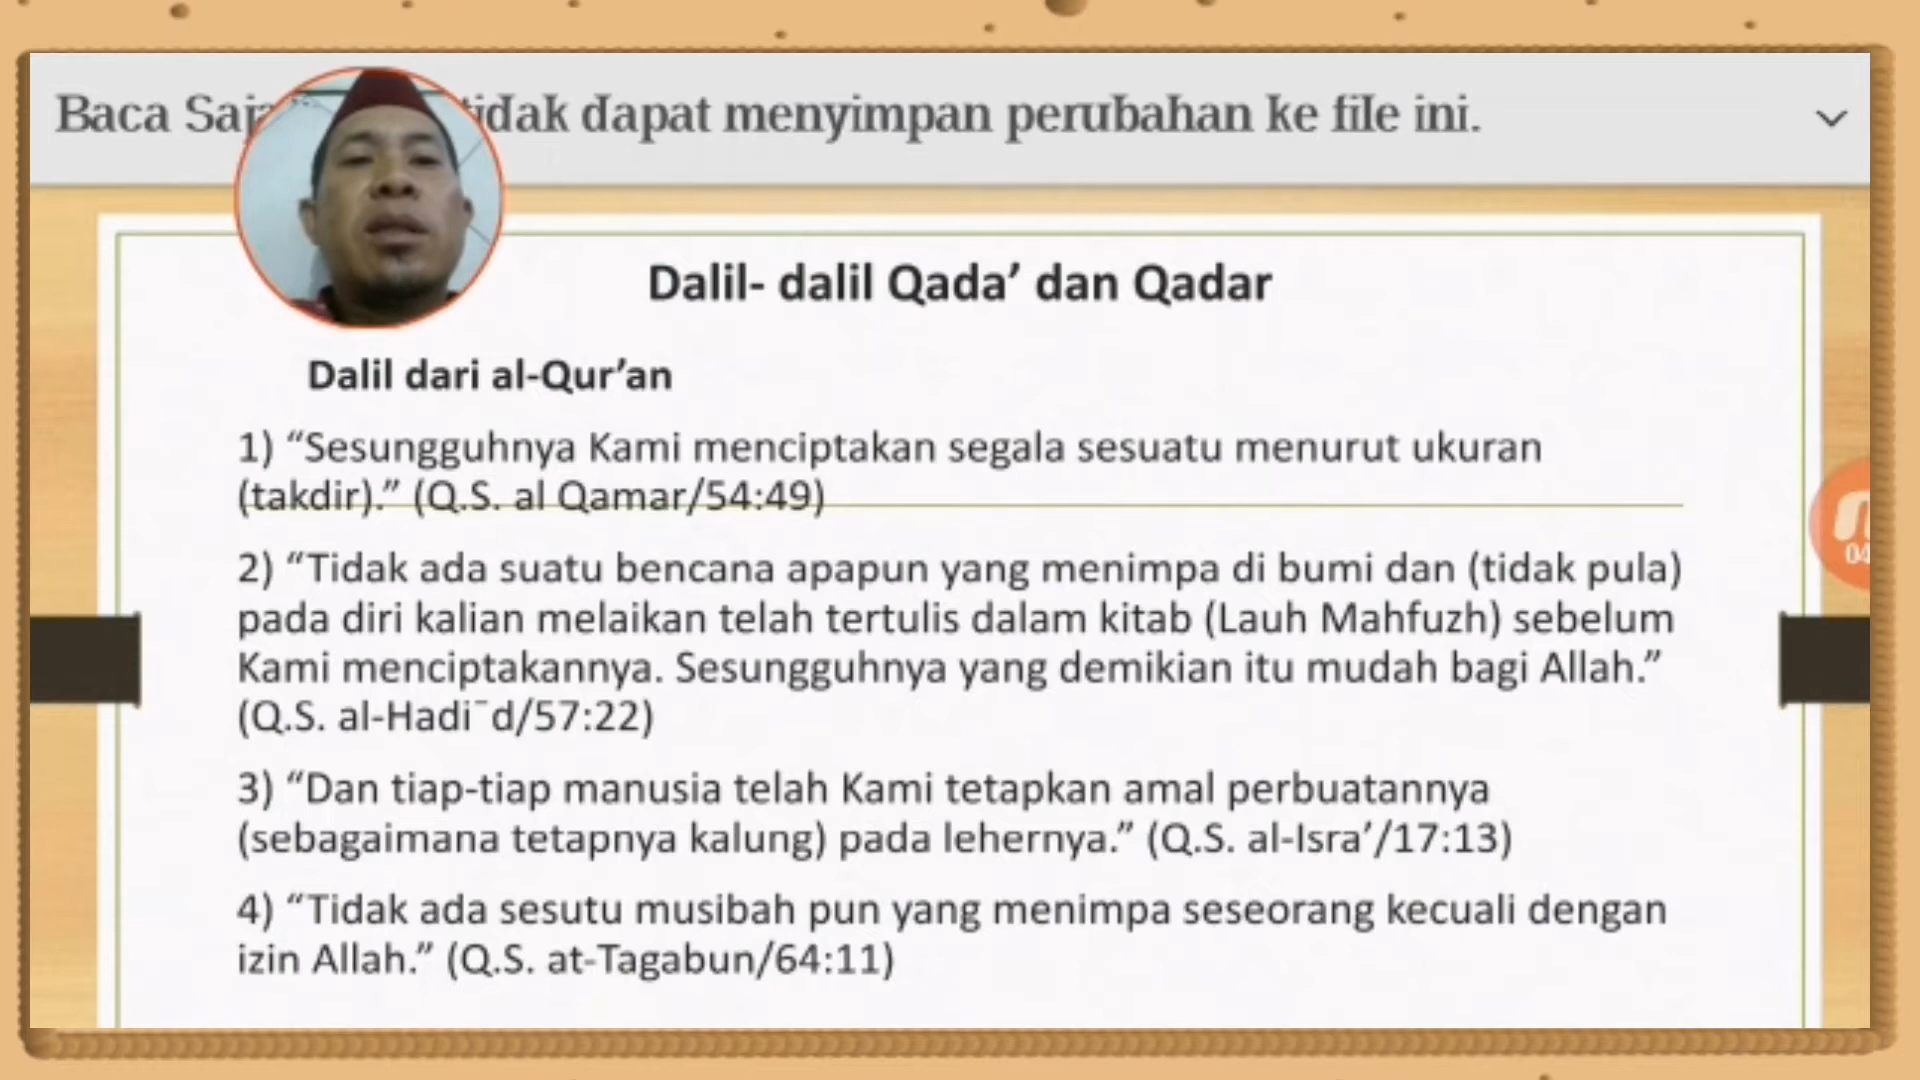 Baca Saja tidak dapat menyimpan perubahan ke file ini.
Dalil- dalil Qada’ dan Qadar
Dalil dari al-Qur’an
1) “Sesungguhnya Kami menciptakan segala sesuatu menurut ukuran
(takdir).” (Q.S. al Qamar/54:49)
2) “Tidak ada suatu bencana apapun yang menimpa di bumi dan (tidak pula)
pada diri kalian melaikan telah tertulis dalam kitab (Lauh Mahfuzh) sebelum
Kami menciptakannya. Sesungguhnya yang demikian itu mudah bagi Allah.”
(Q.S. al-Hadi¯d/57:22)
3) “Dan tiap-tiap manusia telah Kami tetapkan amal perbuatannya
(sebagaimana tetapnya kalung) pada lehernya.” (Q.S. al-Isra’/17:13)
4) “Tidak ada sesutu musibah pun yang menimpa seseorang kecuali dengan
izin Allah.” (Q.S. at-Tagabun/64:11)